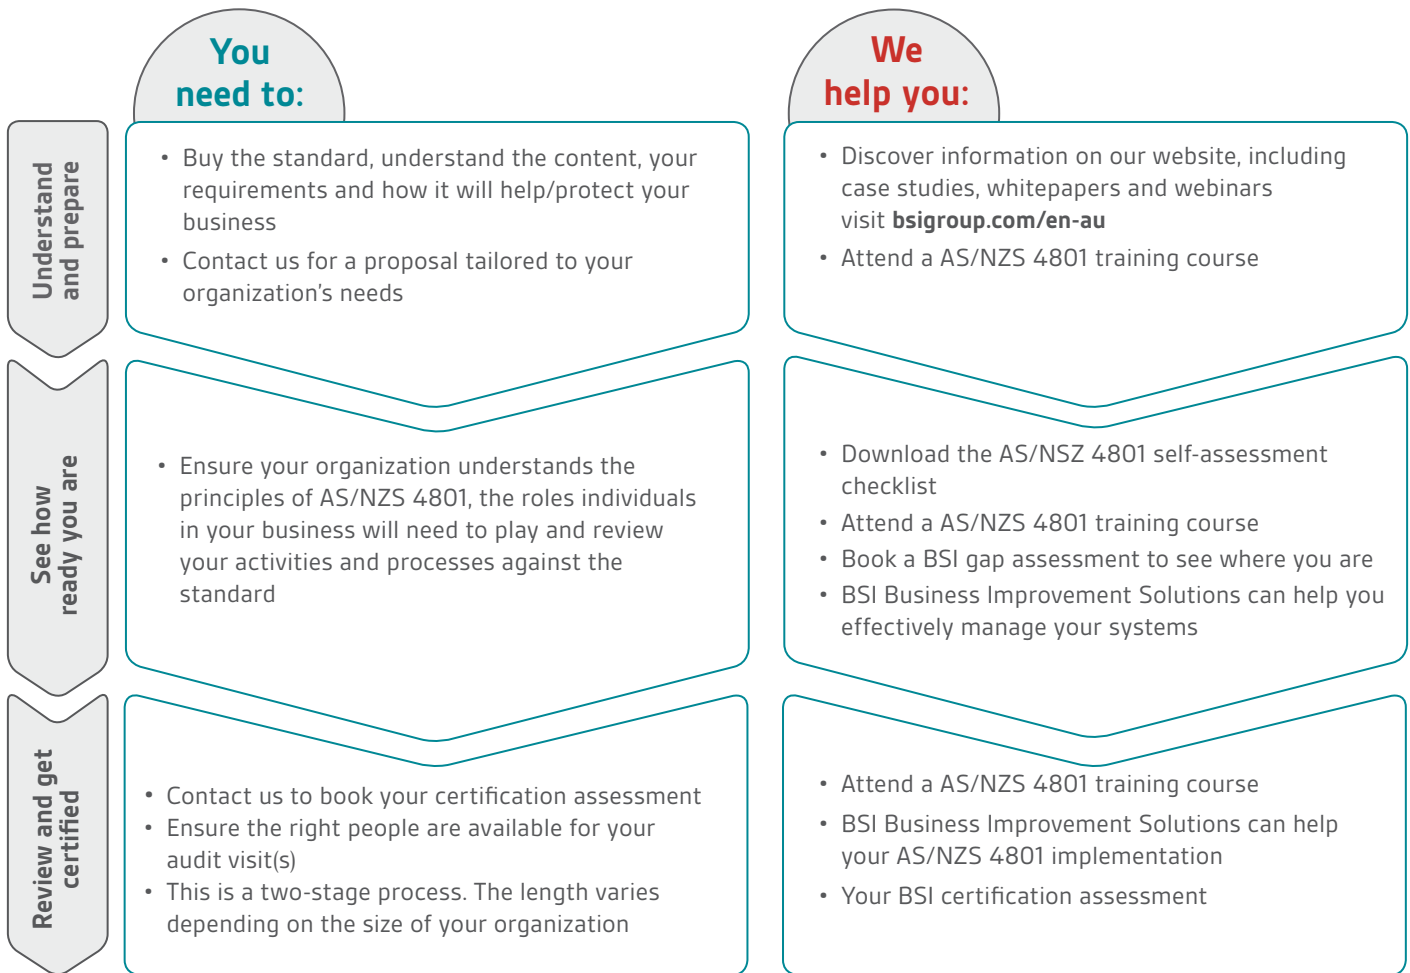 You
need to:
We
help you:
Understand
and prepare
• Buy the standard, understand the content, your
requirements and how it will help/protect your
business
• Contact us for a proposal tailored to your
organization's needs
• Discover information on our website, including
case studies, whitepapers and webinars
visit bsigroup.com/en-au
• Attend a AS/NZS 4801 training course
See how
ready you are
• Ensure your organization understands the
principles of AS/NZS 4801, the roles individuals
in your business will need to play and review
your activities and processes against the
standard
• Download the AS/NSZ 4801 self-assessment
checklist
• Attend a AS/NZS 4801 training course
• Book a BSI gap assessment to see where you are
• BSI Business Improvement Solutions can help you
effectively manage your systems
Review and get
certified
• Contact us to book your certification assessment
• Ensure the right people are available for your
audit visit(s)
• This is a two-stage process. The length varies
depending on the size of your organization
• Attend a AS/NZS 4801 training course
• BSI Business Improvement Solutions can help
your AS/NZS 4801 implementation
• Your BSI certification assessment